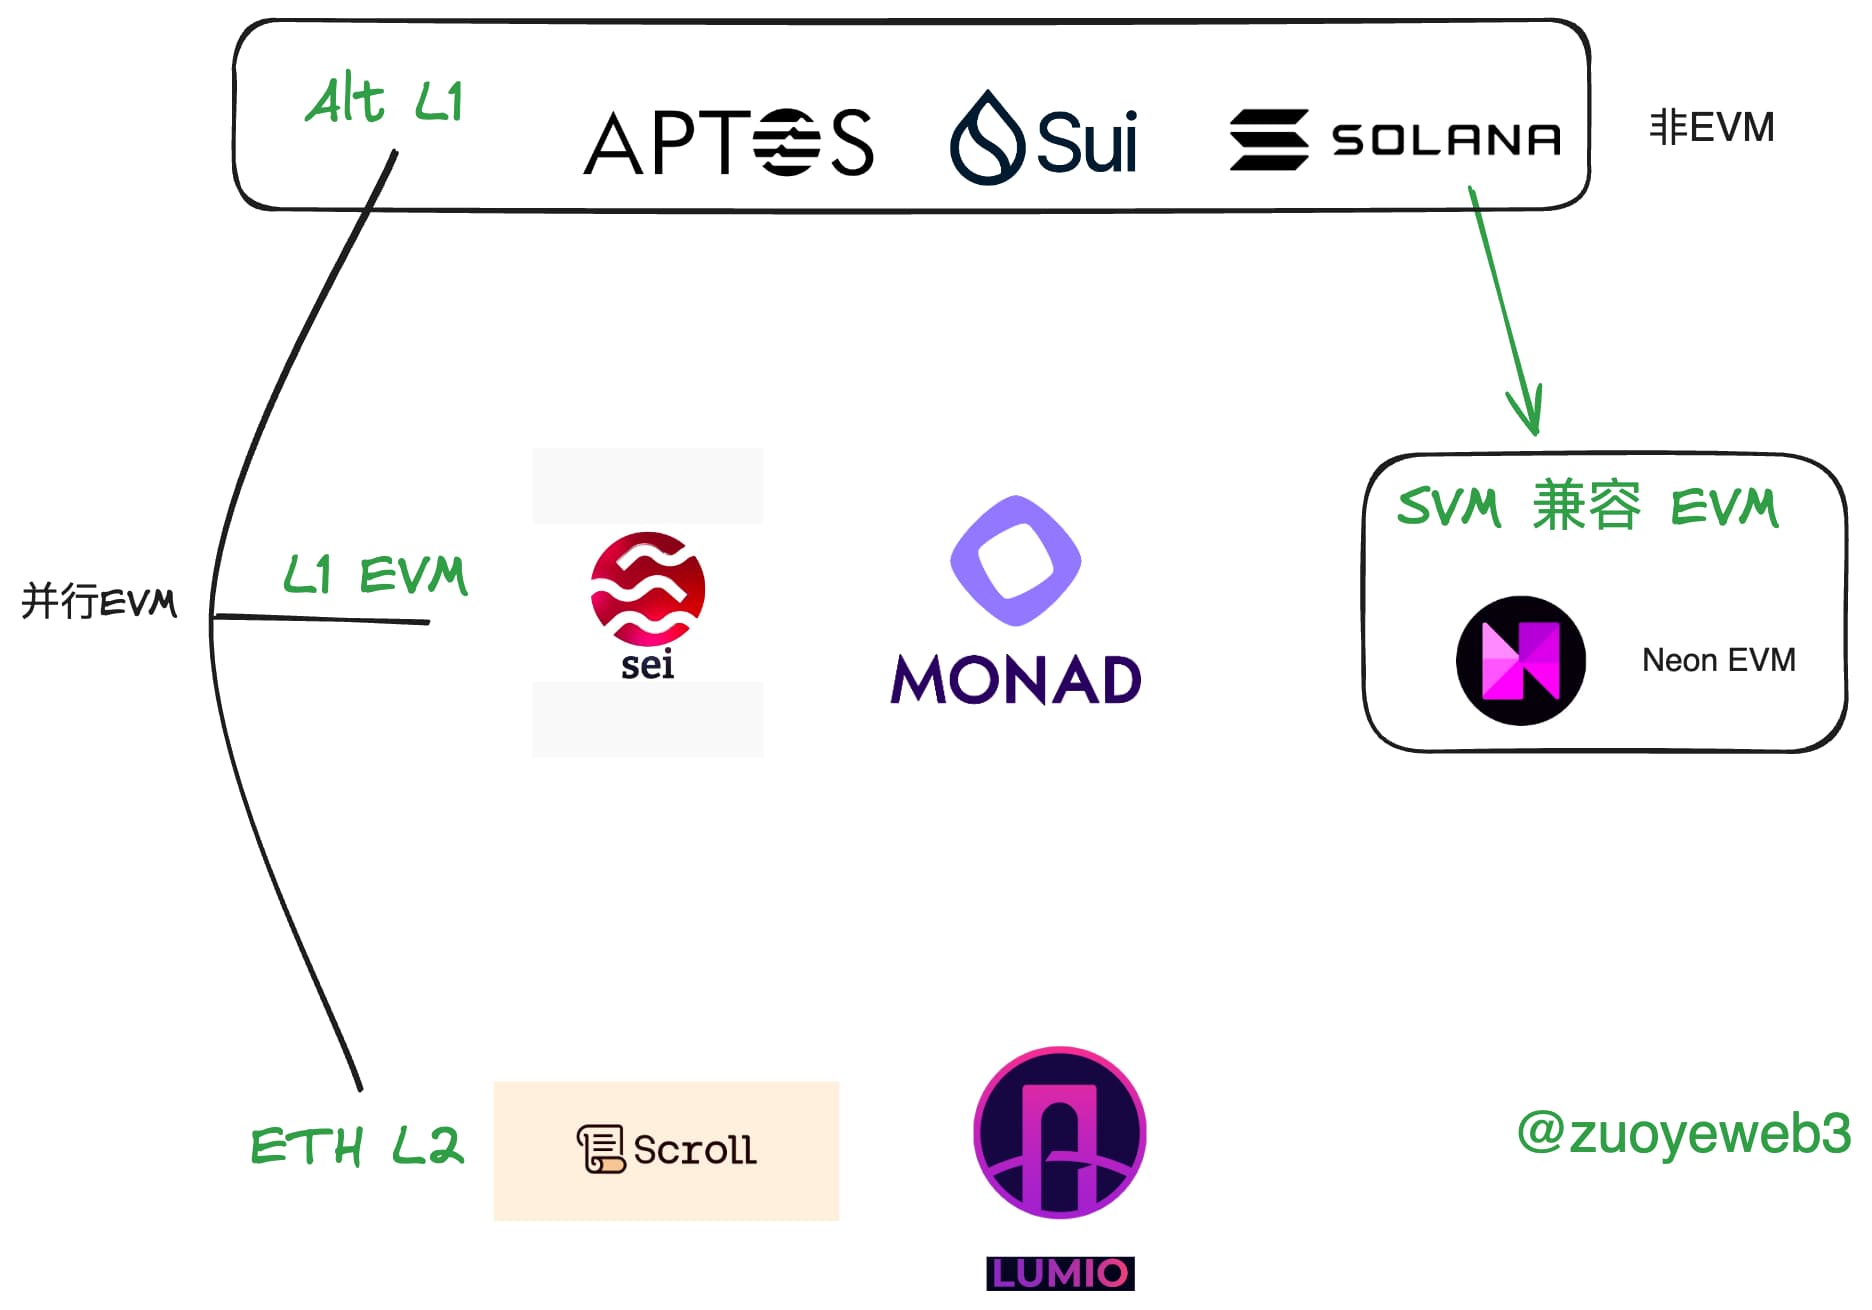 Alt L1
APTOS
Sui
SOLANA
非EVM
并行EVM
L1 EVM
sei
MONAD
SVM 兼容 EVM
Neon EVM
ETH L2
Scroll
LUMIO
@zuoyeweb3